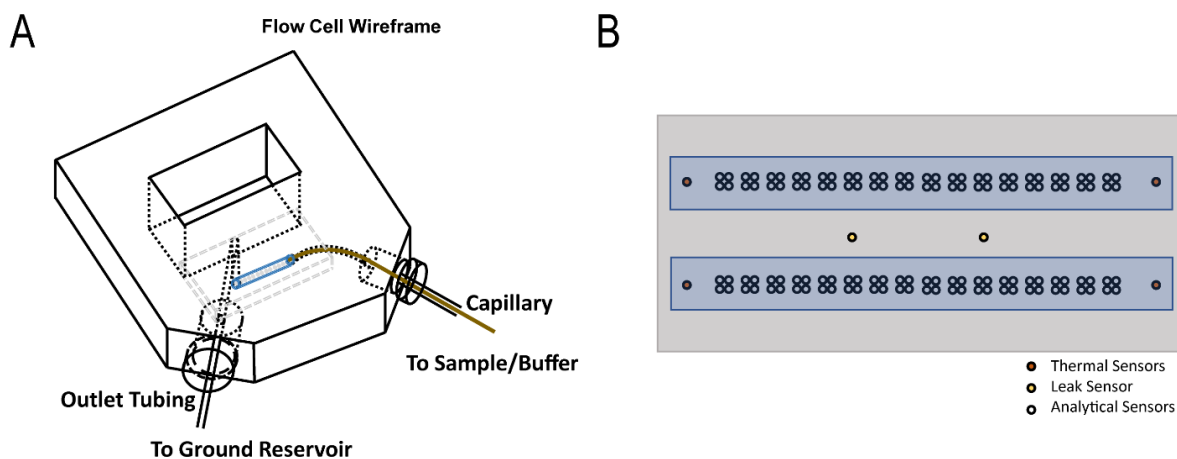 A
Flow Cell Wireframe
Capillary
To Sample/Buffer
Outlet Tubing
To Ground Reservoir
B
Thermal Sensors
Leak Sensor
Analytical Sensors